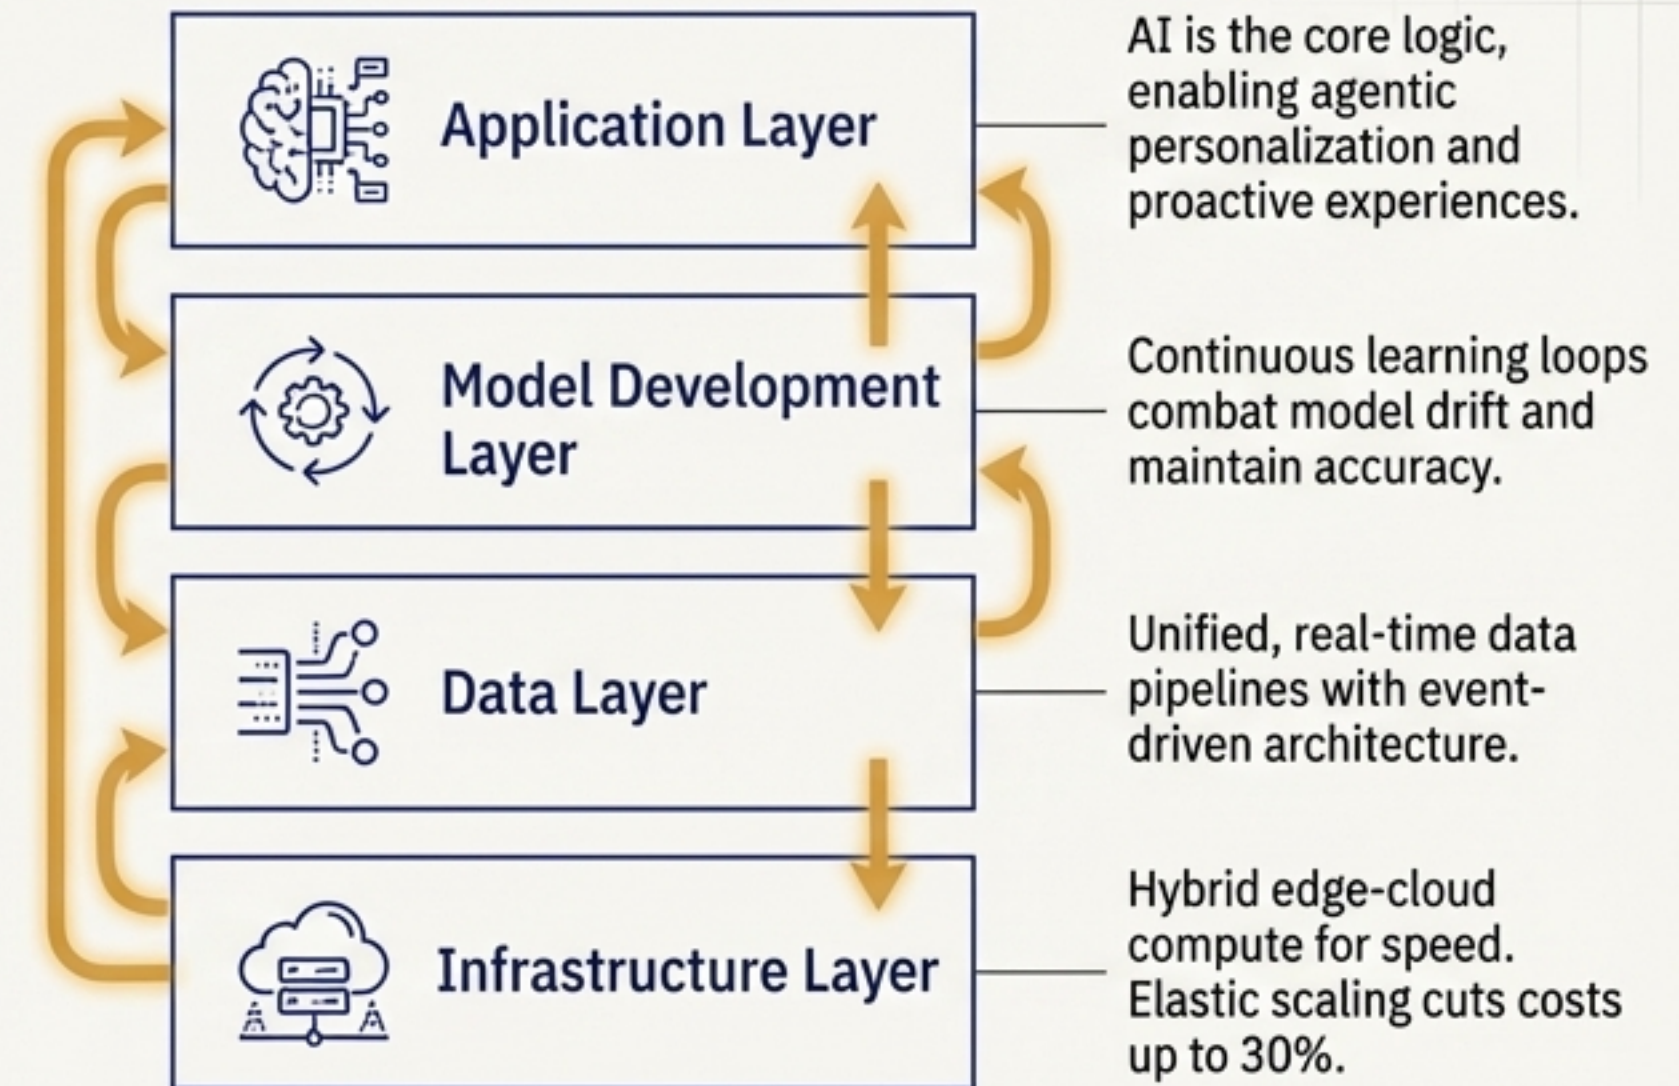 Application Layer
AI is the core logic,
enabling agentic
personalization and
proactive experiences.
Model Development
Layer
Continuous learning loops
combat model drift and
maintain accuracy.
Data Layer
Unified, real-time data
pipelines with event-
driven architecture.
Infrastructure Layer
Hybrid edge-cloud
compute for speed.
Elastic scaling cuts costs
up to 30%.